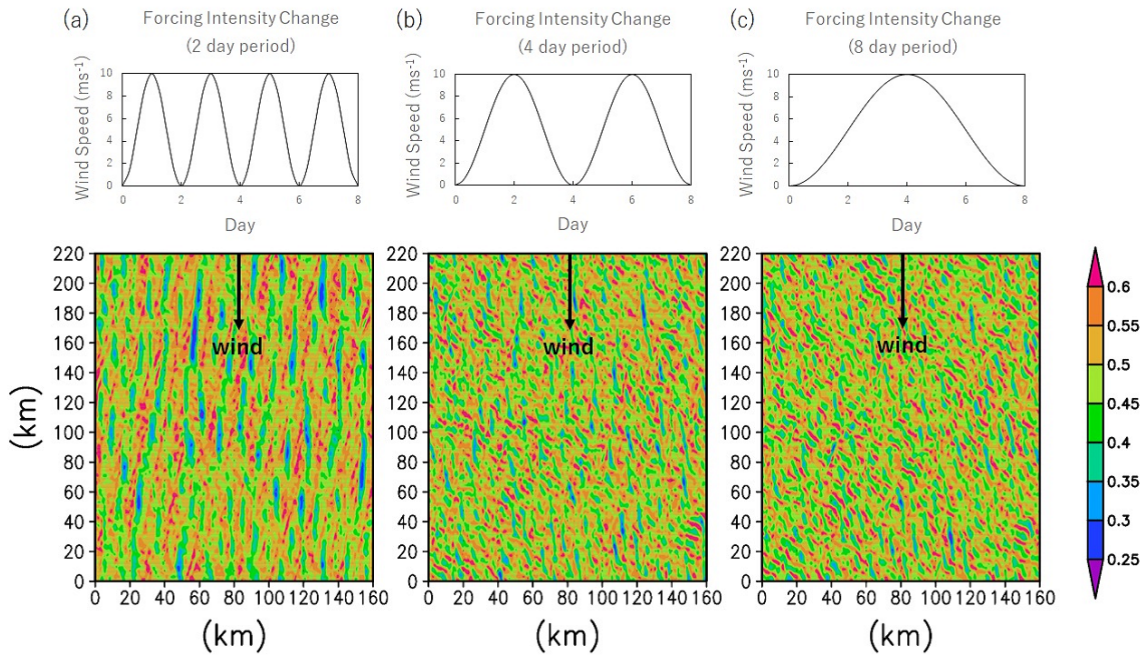 (a)
Forcing Intensity Change
(2 day period)
Wind Speed (ms⁻¹)
10
8
6
4
2
0
0 2 4 6 8
Day
(b)
Forcing Intensity Change
(4 day period)
Wind Speed (ms⁻¹)
10
8
6
4
2
0
0 2 4 6 8
Day
(c)
Forcing Intensity Change
(8 day period)
Wind Speed (ms⁻¹)
10
8
6
4
2
0
0 2 4 6 8
Day
(km)
220
200
180
160
140
120
100
80
60
40
20
0
wind
0 20 40 60 80 100 120 140 160
(km)
220
200
180
160
140
120
100
80
60
40
20
0
wind
0 20 40 60 80 100 120 140 160
(km)
220
200
180
160
140
120
100
80
60
40
20
0
wind
0 20 40 60 80 100 120 140 160
(km)
0.6
0.55
0.5
0.45
0.4
0.35
0.3
0.25